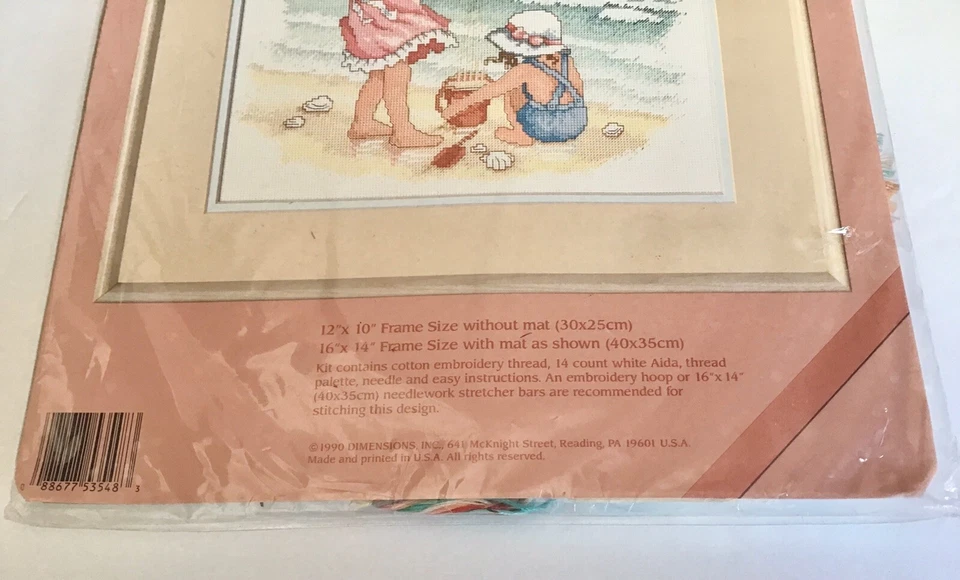 12"x 10" Frame Size without mat (30x25cm)
16"x 14" Frame Size with mat as shown (40x35cm)
Kit contains cotton embroidery thread, 14 count white Aida, thread
palette, needle and easy instructions. An embroidery hoop or 16"x 14"
(40x35cm) needlework stretcher bars are recommended for
stitching this design.
©1990 DIMENSIONS, INC. 641 McKnight Street, Reading, PA 19601 U.S.A.
Made and printed in U.S.A. All rights reserved.
0 88677 53548 3